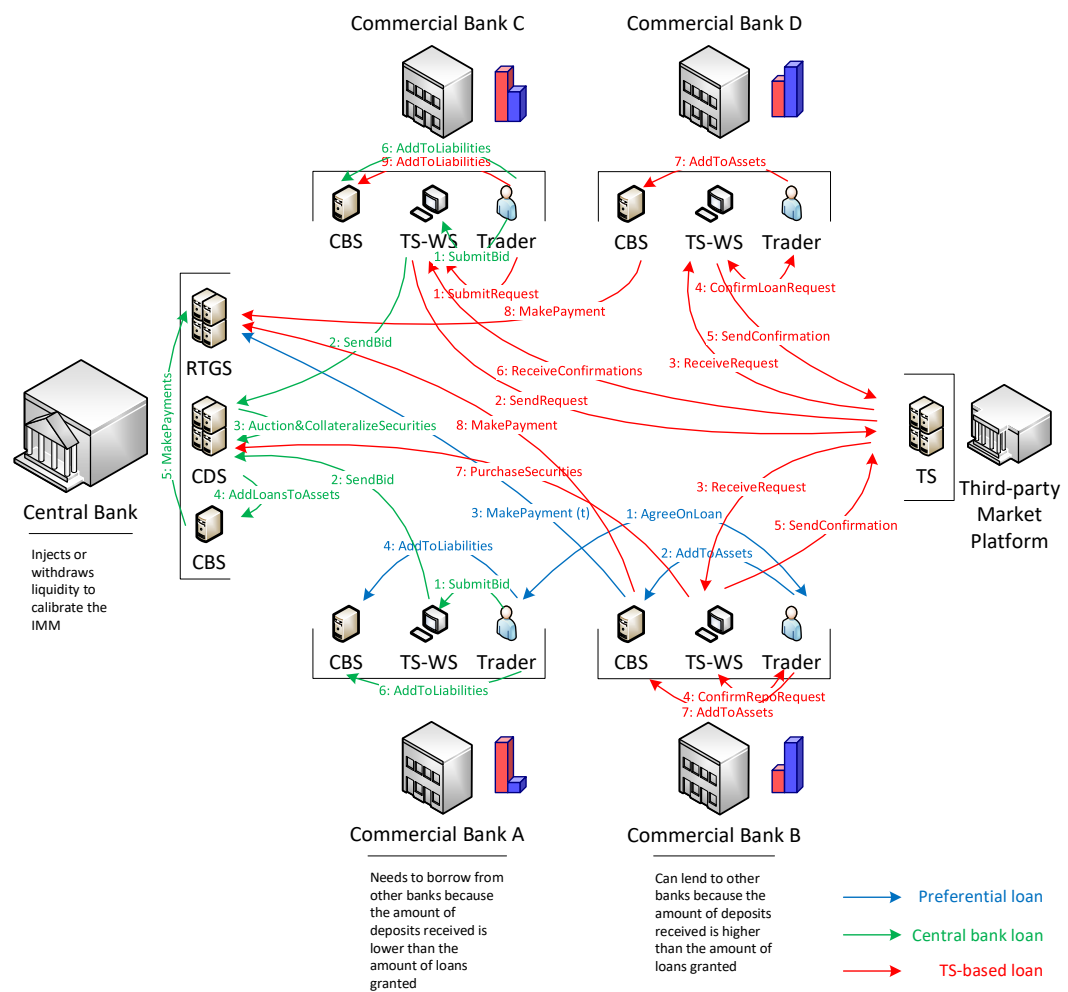 Commercial Bank C
Commercial Bank D
6: AddToLiabilities
9: AddToLiabilities
7: AddToAssets
CBS
TS-WS
Trader
CBS
TS-WS
Trader
1: SubmitBid
1: SubmitRequest
4: ConfirmLoanRequest
8: MakePayment
RTGS
2: SendBid
5: SendConfirmation
3: ReceiveRequest
6: ReceiveConfirmations
2: SendRequest
5: MakePayments
3: Auction&CollateralizeSecurities
8: MakePayment
CDS
7: PurchaseSecurities
2: SendBid
3: ReceiveRequest
TS
4: AddLoansToAssets
Third-party
Market
Platform
Central Bank
3: MakePayment (t)
1: AgreeOnLoan
5: SendConfirmation
CBS
Injects or
withdraws
liquidity to
calibrate the
IMM
4: AddToLiabilities
2: AddToAssets
1: SubmitBid
CBS
TS-WS
Trader
CBS
TS-WS
Trader
6: AddToLiabilities
4: ConfirmRepoRequest
7: AddToAssets
Commercial Bank A
Commercial Bank B
Needs to borrow from
other banks because
the amount of
deposits received is
lower than the
amount of loans
granted
Can lend to other
banks because the
amount of deposits
received is higher
than the amount of
loans granted
Preferential loan
Central bank loan
TS-based loan